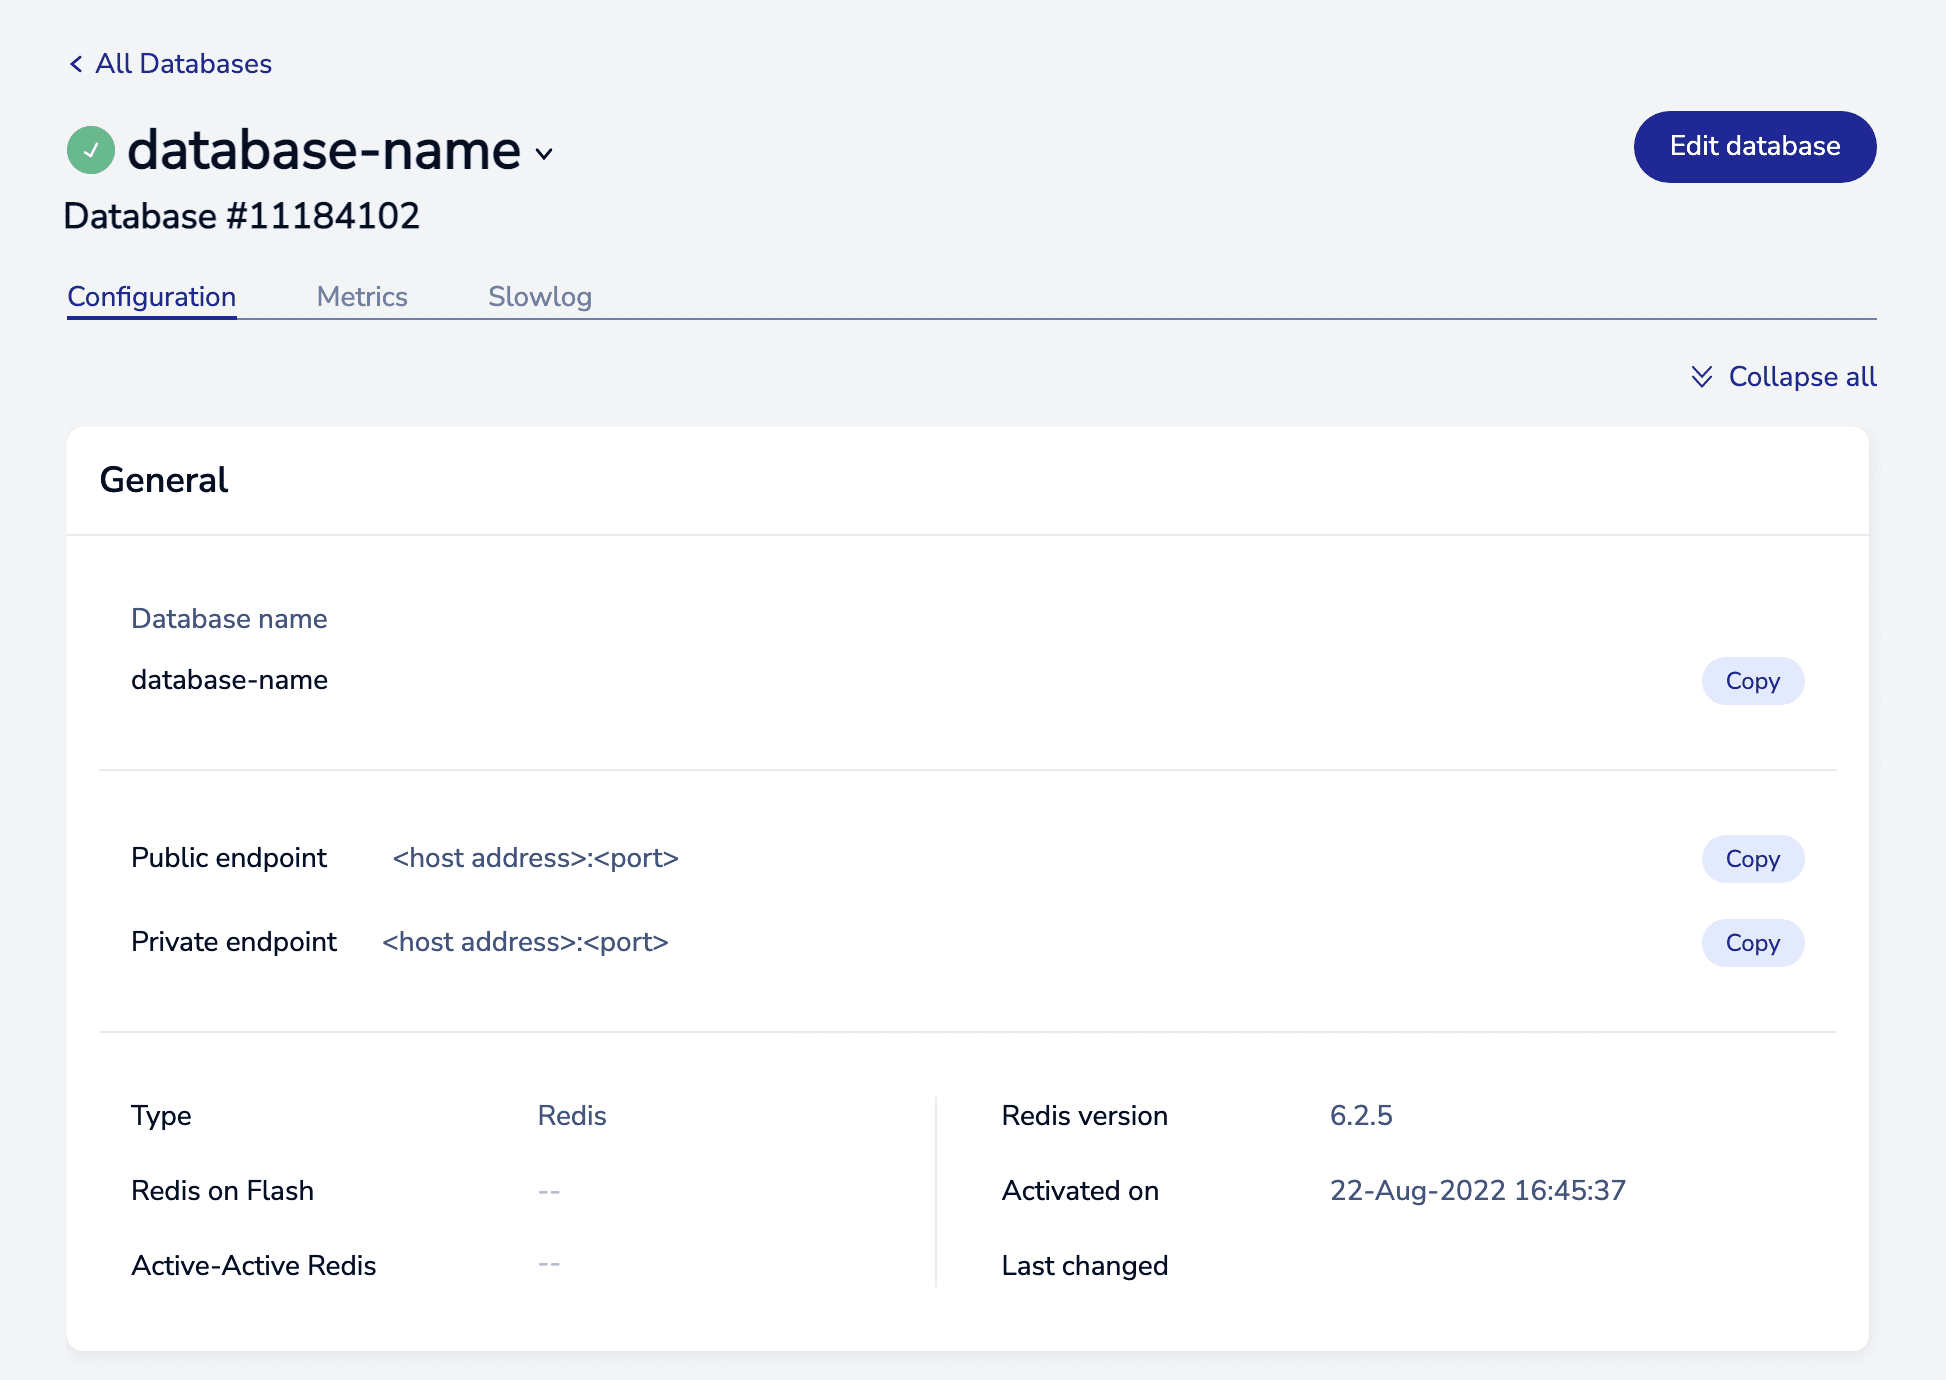 All Databases
database-name
Edit database
Database #11184102
Configuration Metrics Slowlog
Collapse all
General
Database name
database-name Copy
Public endpoint <host address>:<port> Copy
Private endpoint <host address>:<port> Copy
Type Redis Redis version 6.2.5
Redis on Flash -- Activated on 22-Aug-2022 16:45:37
Active-Active Redis -- Last changed